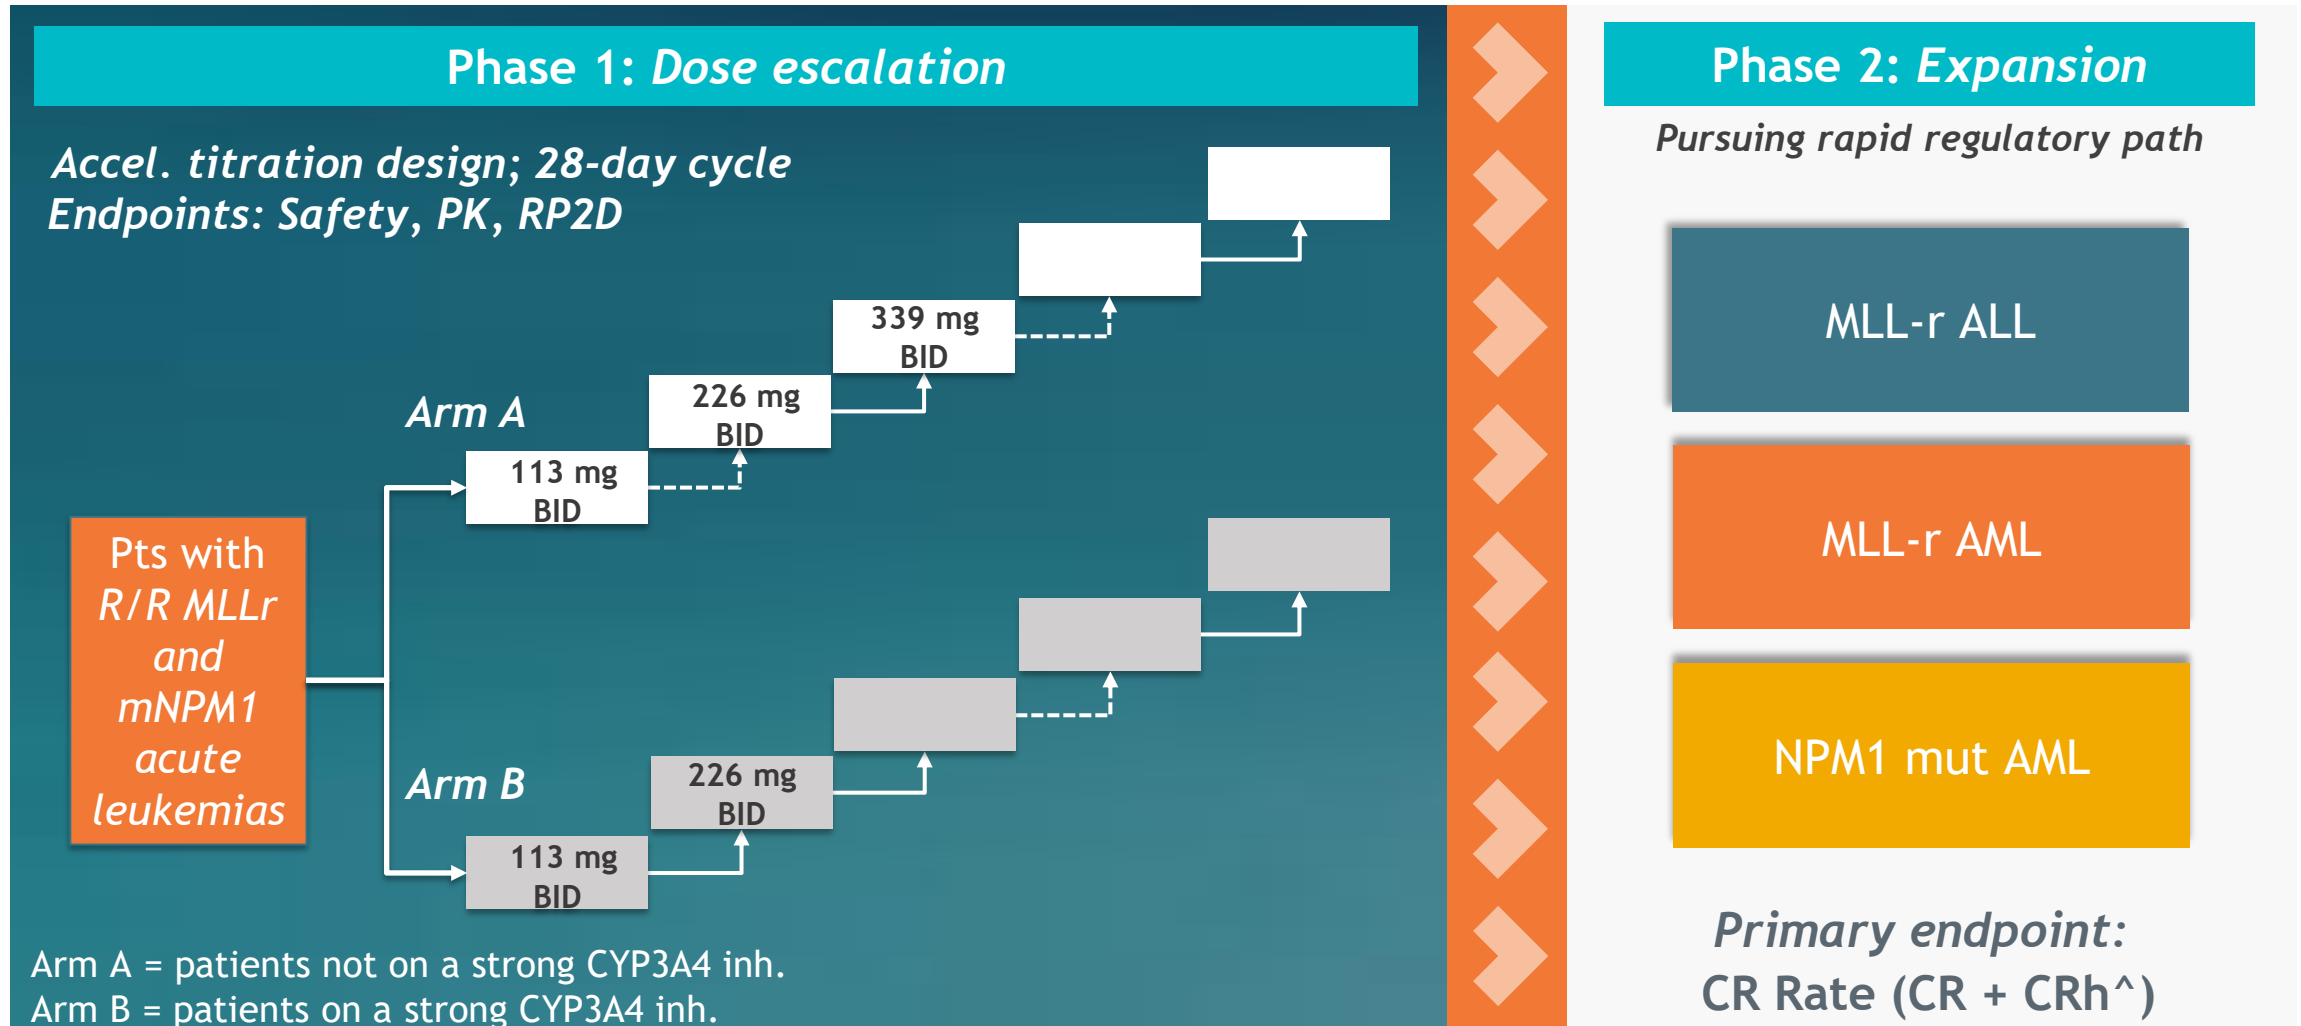 Phase 1: Dose escalation
Accel. titration design; 28-day cycle
Endpoints: Safety, PK, RP2D
339 mg
BID
226 mg
BID
Arm A
113 mg
BID
Pts with
R/R MLLr
and
mNPM1
acute
leukemias
226 mg
BID
Arm B
113 mg
BID
Arm A = patients not on a strong CYP3A4 inh.
Arm B = patients on a strong CYP3A4 inh.
Phase 2: Expansion
Pursuing rapid regulatory path
MLL-r ALL
MLL-r AML
NPM1 mut AML
Primary endpoint:
CR Rate (CR + CRh^)